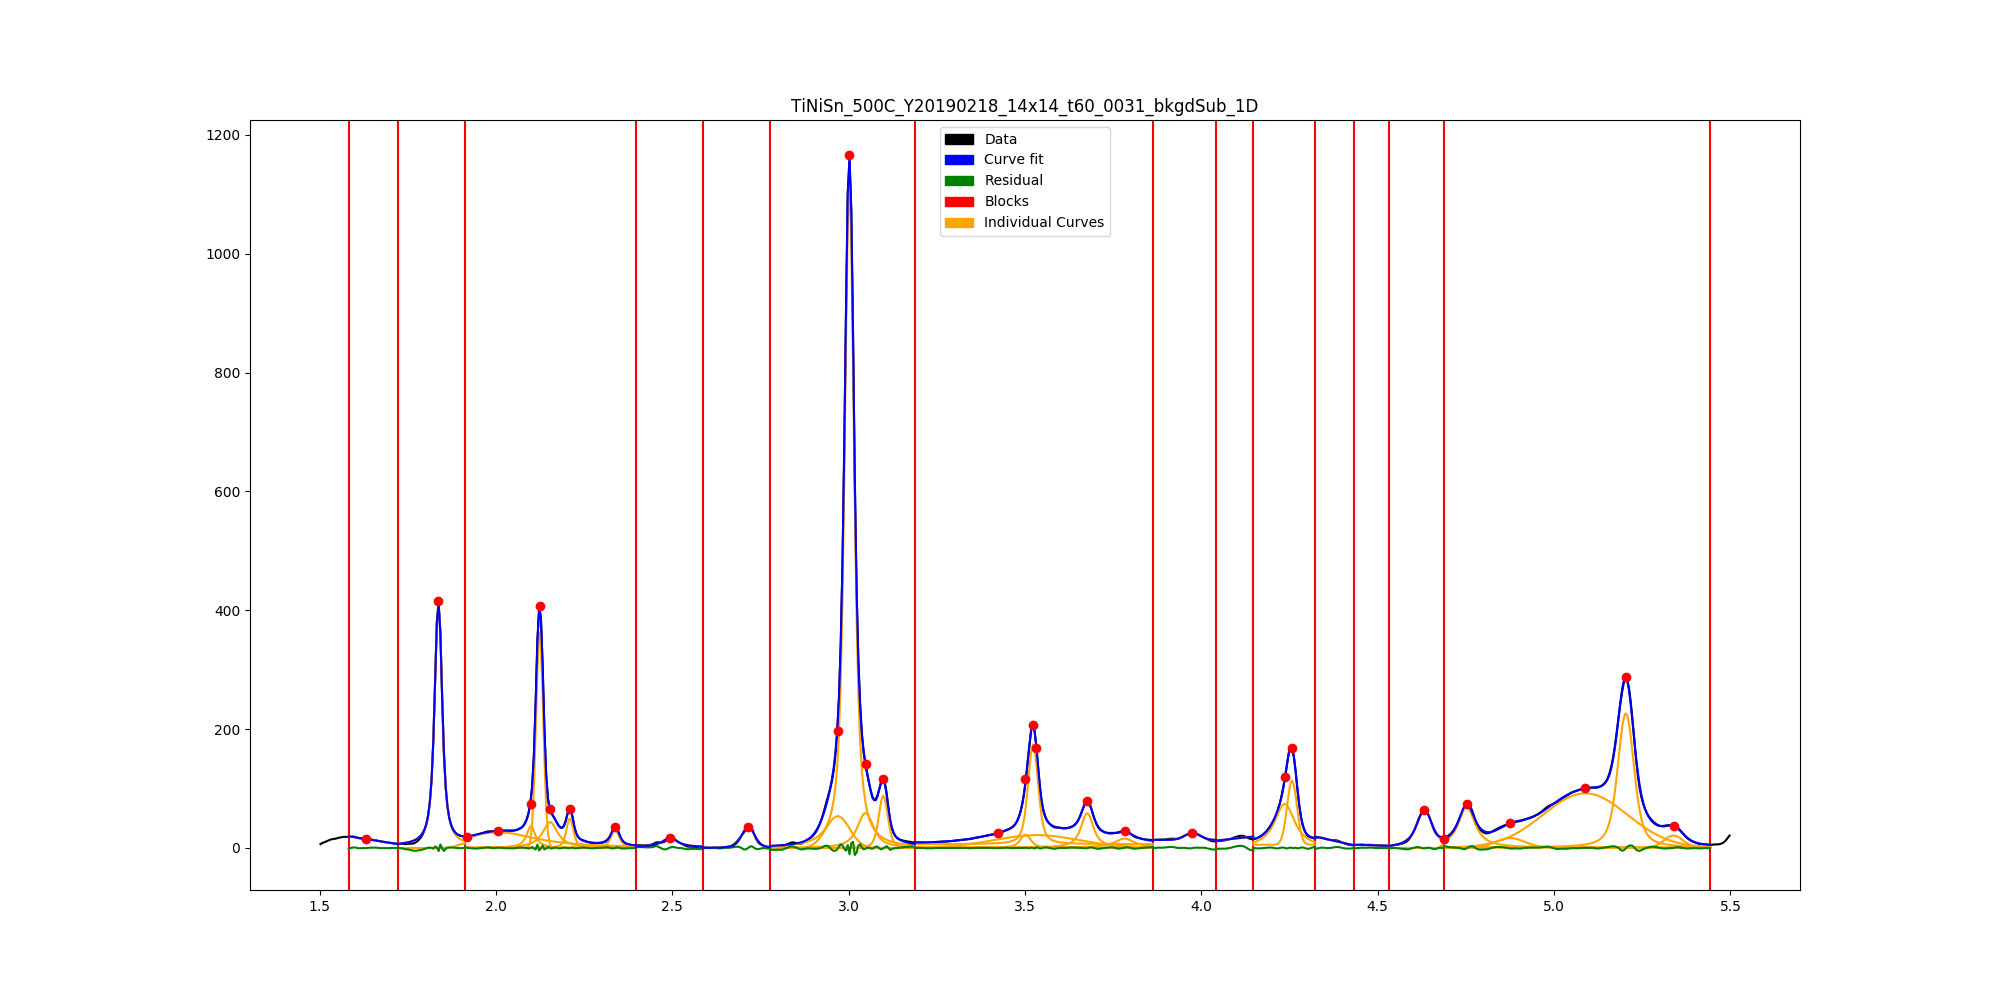 TiNiSn_500C_Y20190218_14x14_t60_0031_bkgdSub_1D
Data
Curve fit
Residual
Blocks
Individual Curves
1200
1000
800
600
400
200
0
1.5 2.0 2.5 3.0 3.5 4.0 4.5 5.0 5.5